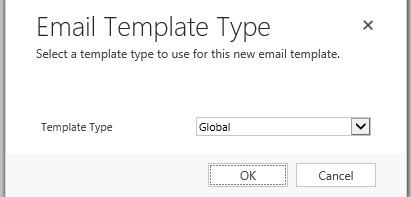 Email Template Type
Select a template type to use for this new email template.
Template Type Global
OK Cancel